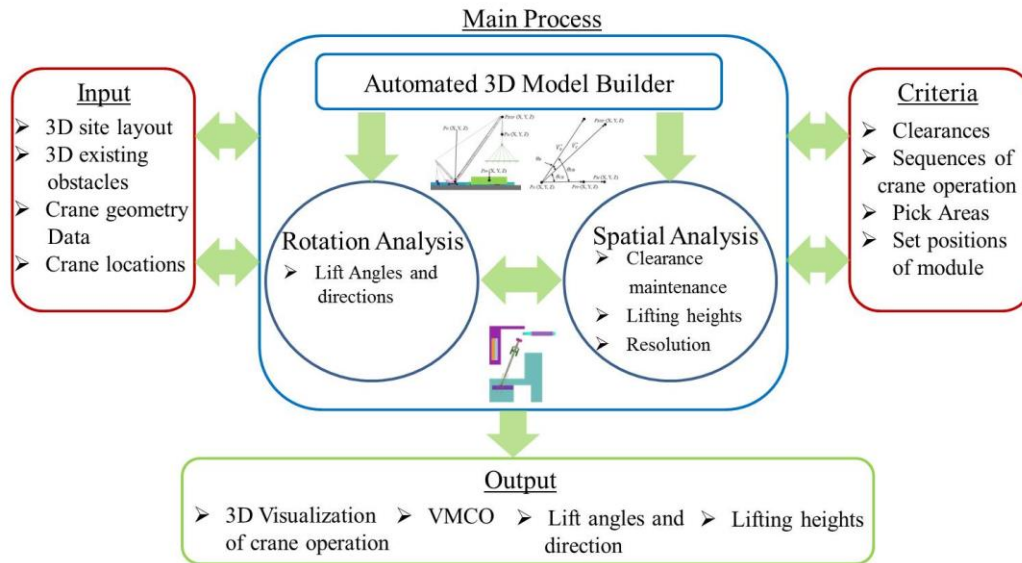 Main Process
Automated 3D Model Builder
Input
➢ 3D site layout
➢ 3D existing
obstacles
➢ Crane geometry
Data
➢ Crane locations
Rotation Analysis
➢ Lift Angles and
directions
Spatial Analysis
➢ Clearance
maintenance
➢ Lifting heights
➢ Resolution
Criteria
➢ Clearances
➢ Sequences of
crane operation
➢ Pick Areas
➢ Set positions
of module
Output
➢ 3D Visualization
of crane operation
➢ VMCO
➢ Lift angles and
direction
➢ Lifting heights